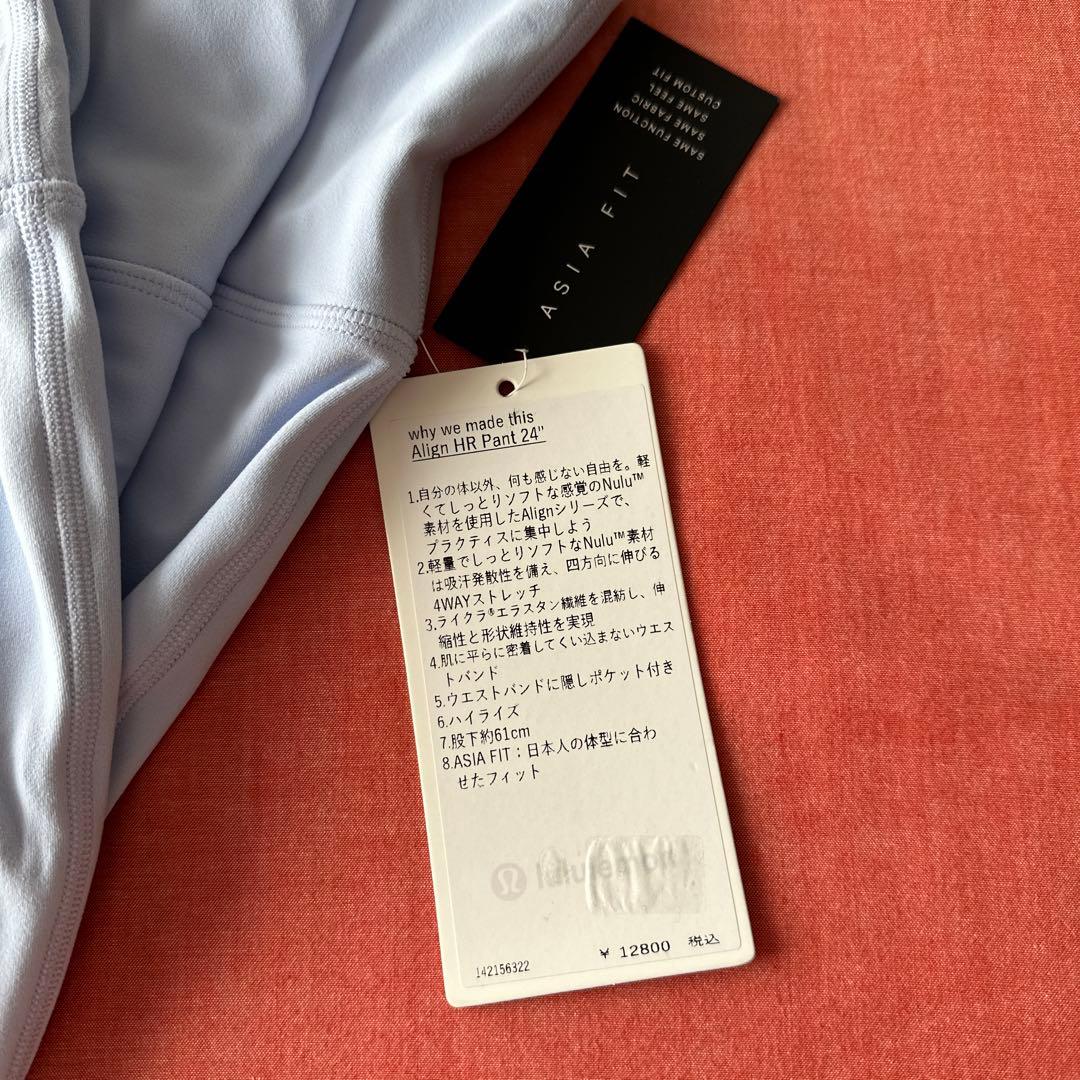 SAME FUNCTION
SAME FABRIC
SAME FEEL
CUSTOM FIT
ASIA FIT
why we made this
Align HR Pant 24"
1.自分の体以外、何も感じない自由を。軽
くてしっとりソフトな感覚のNulu™
素材を使用したAlignシリーズで、
プラクティスに集中しよう
2.軽量でしっとりソフトなNulu™素材
は吸汗発散性を備え、四方向に伸びる
4WAYストレッチ
3.ライクラ®エラスタン繊維を混紡し、伸
縮性と形状維持性を実現
4.肌に平らに密着してくい込まないウエス
トバンド
5.ウエストバンドに隠しポケット付き
6.ハイライズ
7.股下約61cm
8.ASIA FIT：日本人の体型に合わ
せたフィット
lululemon
¥ 12800 税込
142156322